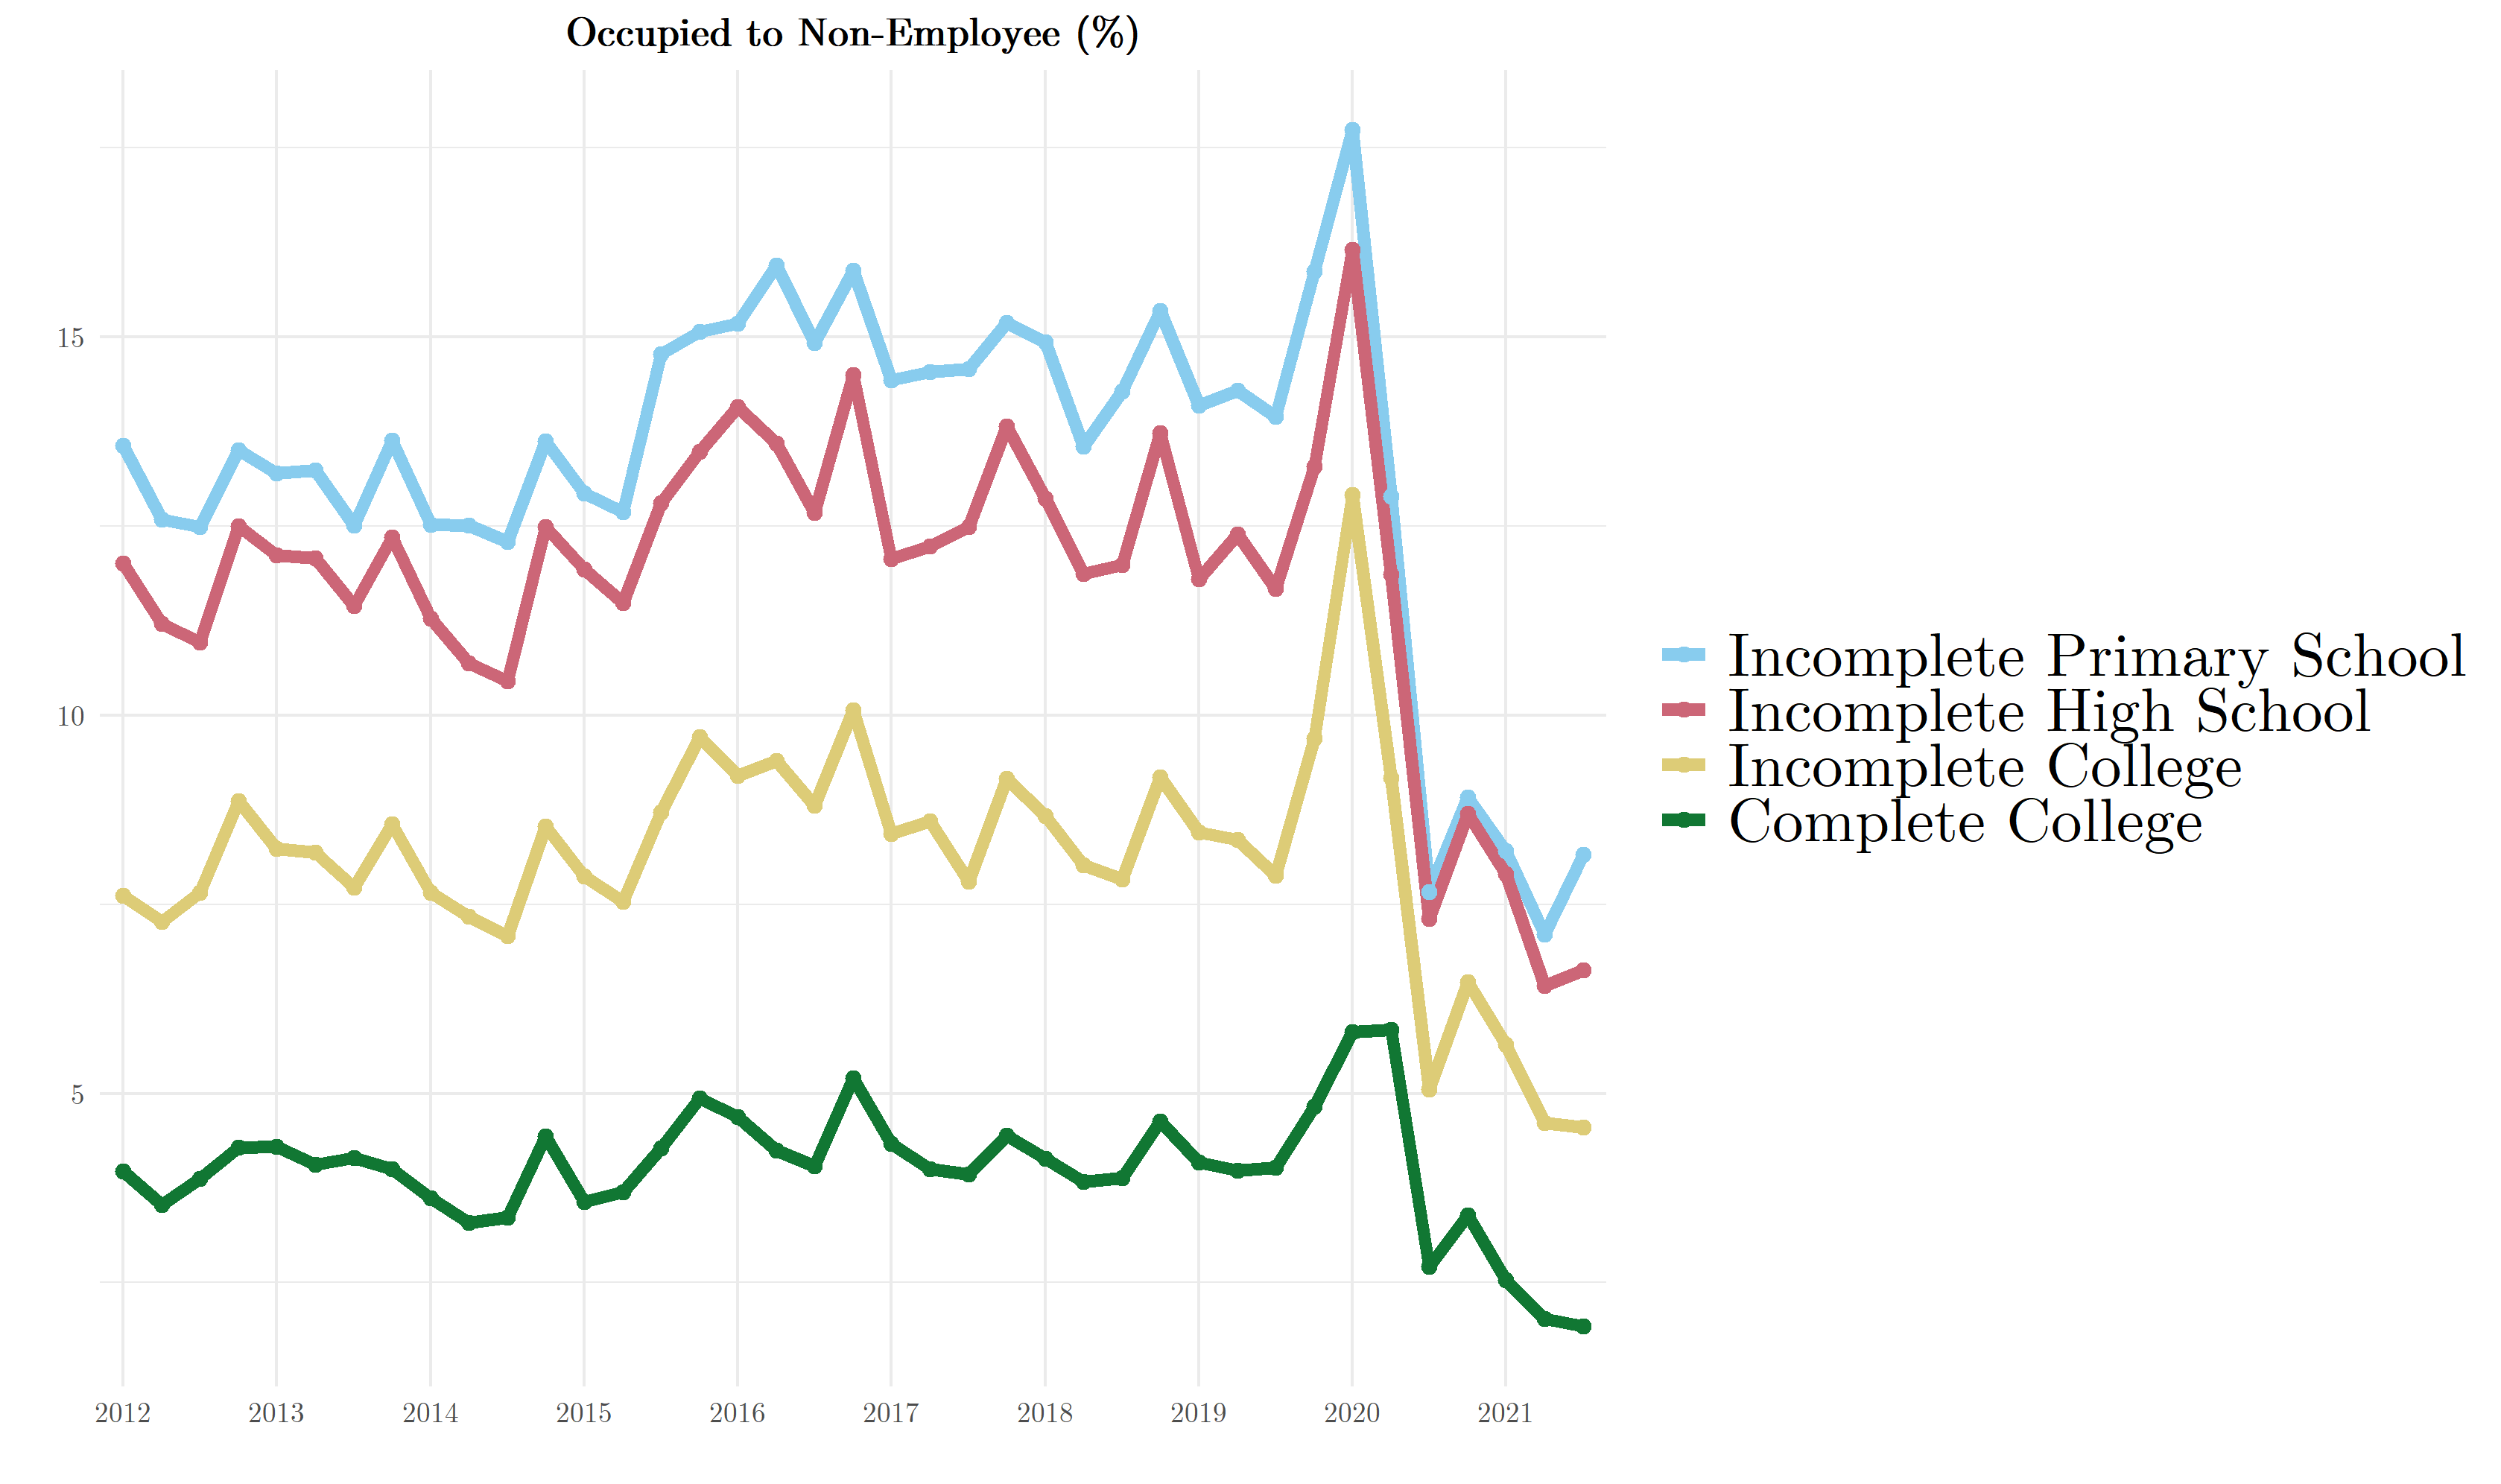 Occupied to Non-Employee (%)
15
10
5
2012 2013 2014 2015 2016 2017 2018 2019 2020 2021
Incomplete Primary School
Incomplete High School
Incomplete College
Complete College